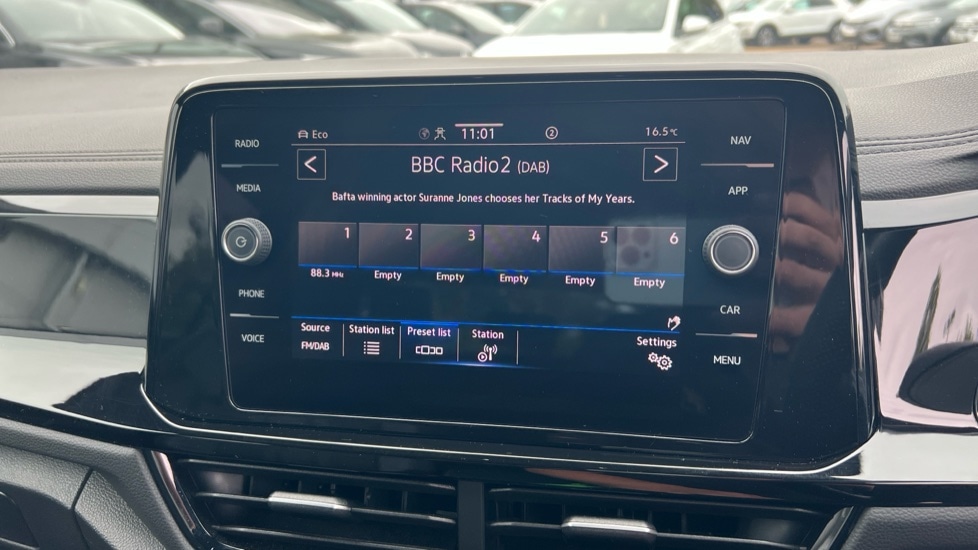 RADIO
MEDIA
PHONE
VOICE
Eco
11:01
2
16.5°C
NAV
APP
CAR
MENU
<
BBC Radio2 (DAB)
>
Bafta winning actor Suranne Jones chooses her Tracks of My Years.
1 2 3 4 5 6
88.3 MHz Empty Empty Empty Empty Empty
Source Station list Preset list Station Settings
FM/DAB